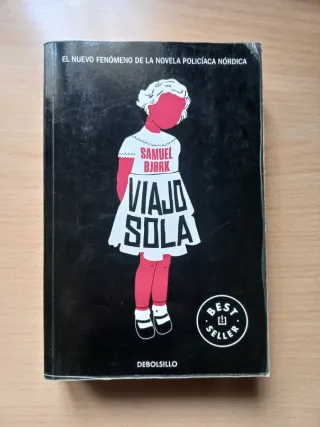 EL NUEVO FENÓMENO DE LA NOVELA POLICÍACA NÓRDICA
SAMUEL
BJØRK
VIAJO
SOLA
BEST
SELLER
DEBOLSILLO